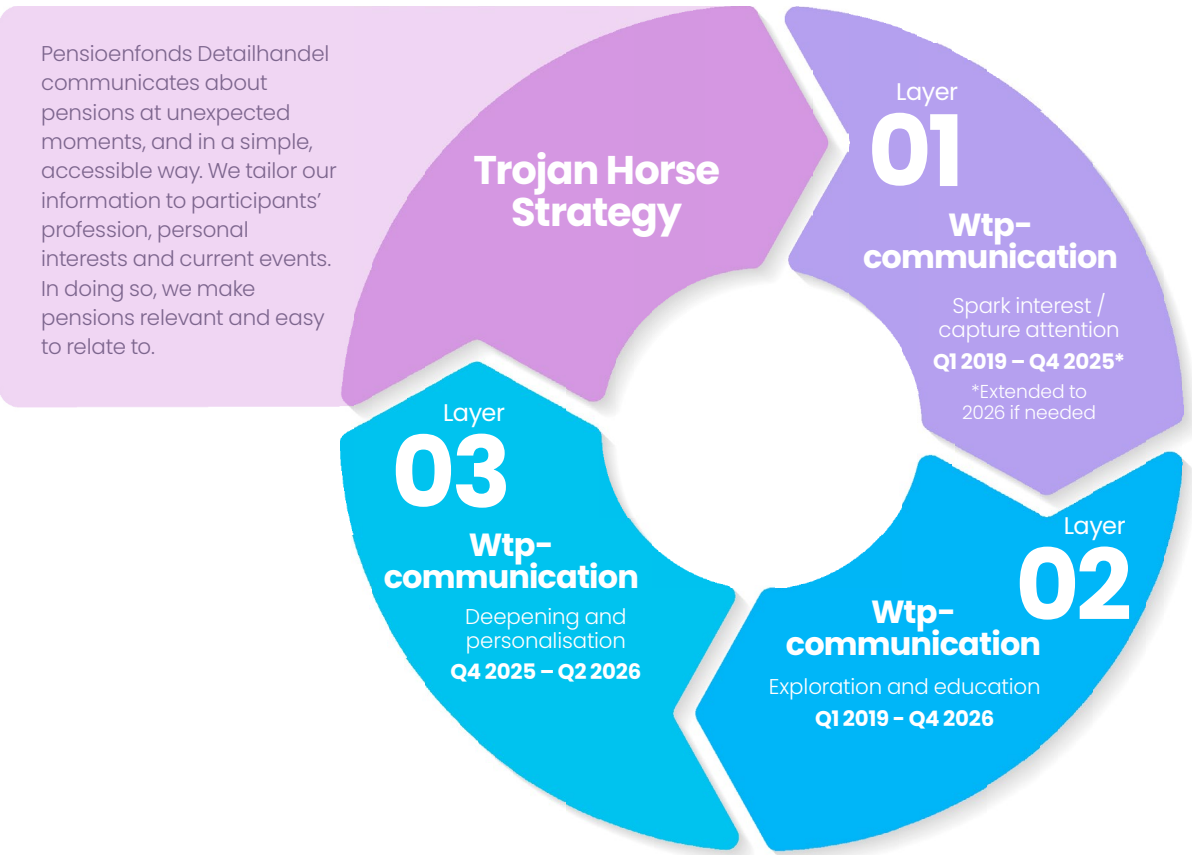 Pensioenfonds Detailhandel
communicates about
pensions at unexpected
moments, and in a simple,
accessible way. We tailor our
information to participants’
profession, personal
interests and current events.
In doing so, we make
pensions relevant and easy
to relate to.
Trojan Horse
Strategy
Layer
01
Wtp-
communication
Spark interest /
capture attention
Q1 2019 – Q4 2025*
*Extended to
2026 if needed
Layer
02
Wtp-
communication
Exploration and education
Q1 2019 - Q4 2026
Layer
03
Wtp-
communication
Deepening and
personalisation
Q4 2025 – Q2 2026